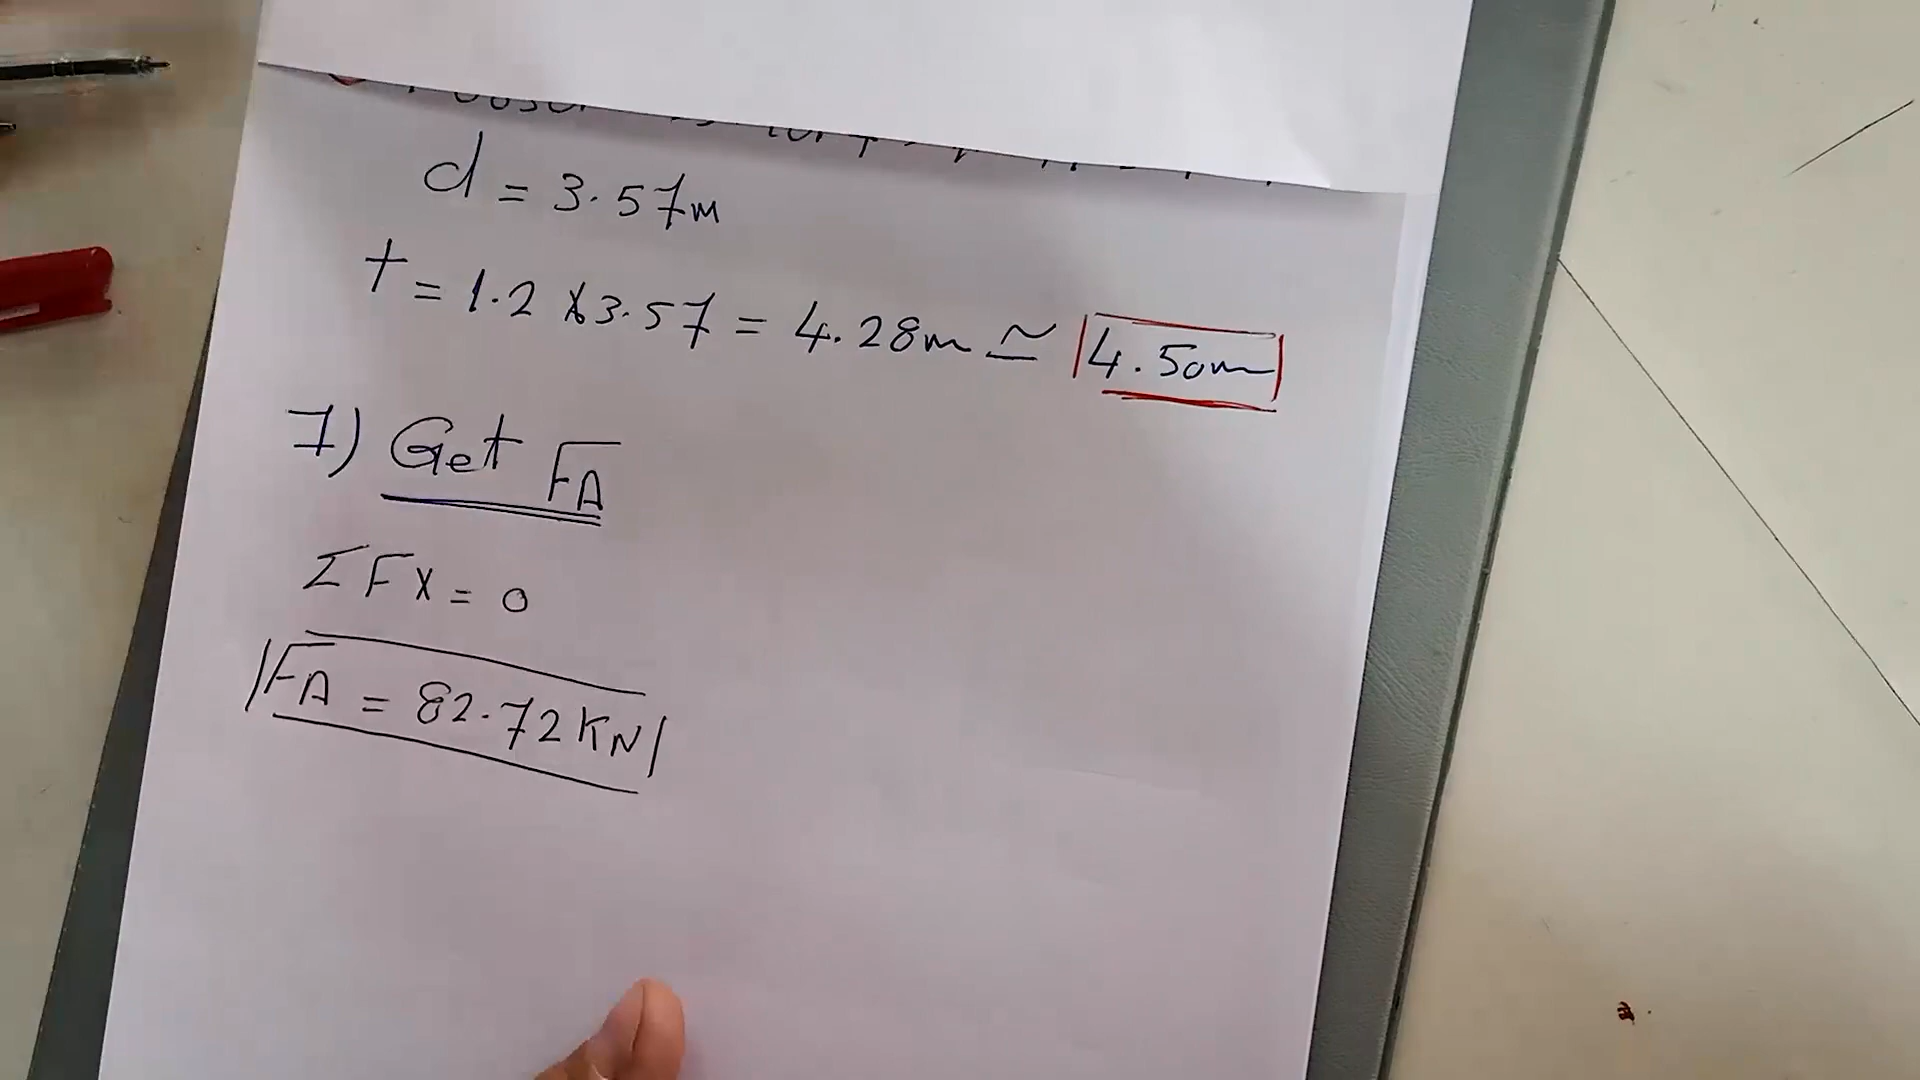 d = 3.57m
t = 1.2 x 3.57 = 4.28m ≃ 4.50m
7) Get FA
ΣFX = 0
FA = 82.72 KN